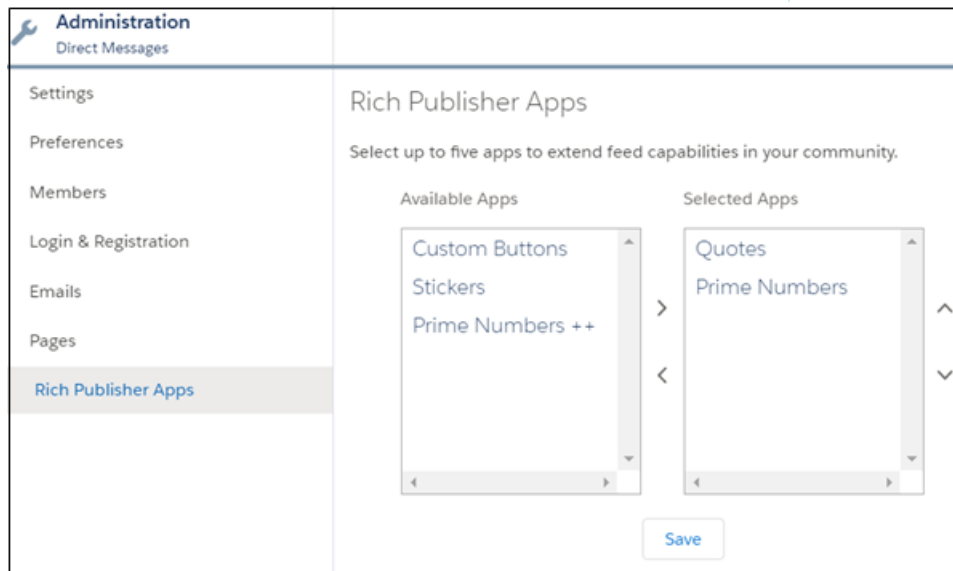 Administration
Direct Messages
Settings
Preferences
Members
Login & Registration
Emails
Pages
Rich Publisher Apps
Rich Publisher Apps
Select up to five apps to extend feed capabilities in your community.
Available Apps
Custom Buttons
Stickers
Prime Numbers ++
Selected Apps
Quotes
Prime Numbers
Save